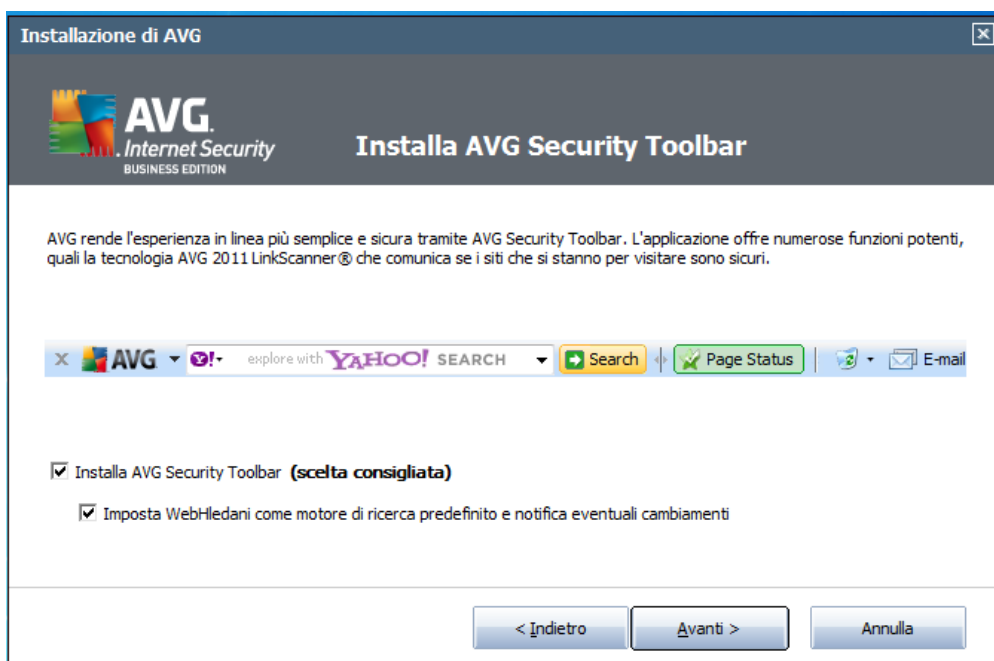 Installazione di AVG
AVG.
Internet Security
BUSINESS EDITION
Installa AVG Security Toolbar
AVG rende l'esperienza in linea più semplice e sicura tramite AVG Security Toolbar. L'applicazione offre numerose funzioni potenti,
quali la tecnologia AVG 2011 LinkScanner® che comunica se i siti che si stanno per visitare sono sicuri.
AVG Y! explore with YAHOO! SEARCH Search Page Status E-mail
Installa AVG Security Toolbar (scelta consigliata)
Imposta WebHledani come motore di ricerca predefinito e notifica eventuali cambiamenti
< Indietro Avanti > Annulla